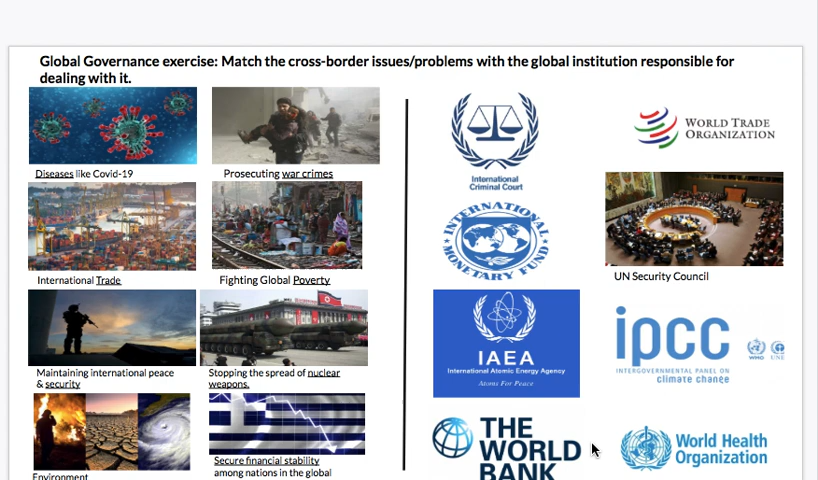 Global Governance exercise: Match the cross-border issues/problems with the global institution responsible for
dealing with it.
Diseases like Covid-19
Prosecuting war crimes
International Trade
Fighting Global Poverty
Maintaining international peace
& security
Stopping the spread of nuclear
weapons.
Environment
Secure financial stability
among nations in the global
International
Criminal Court
WORLD TRADE
ORGANIZATION
INTERNATIONAL
MONETARY FUND
UN Security Council
IAEA
International Atomic Energy Agency
Atoms For Peace
ipcc
INTERGOVERNMENTAL PANEL ON
climate change
WMO
THE
WORLD
BANK
World Health
Organization